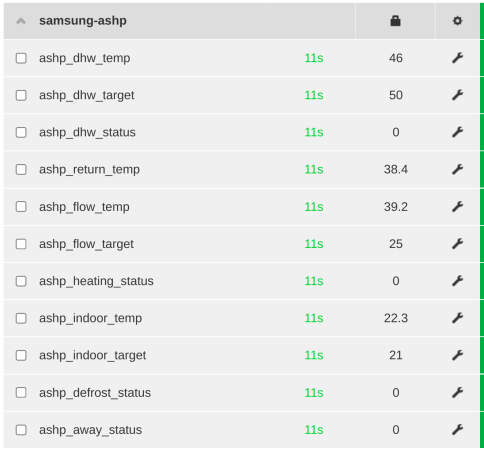 samsung-ashp
ashp_dhw_temp 11s 46
ashp_dhw_target 11s 50
ashp_dhw_status 11s 0
ashp_return_temp 11s 38.4
ashp_flow_temp 11s 39.2
ashp_flow_target 11s 25
ashp_heating_status 11s 0
ashp_indoor_temp 11s 22.3
ashp_indoor_target 11s 21
ashp_defrost_status 11s 0
ashp_away_status 11s 0